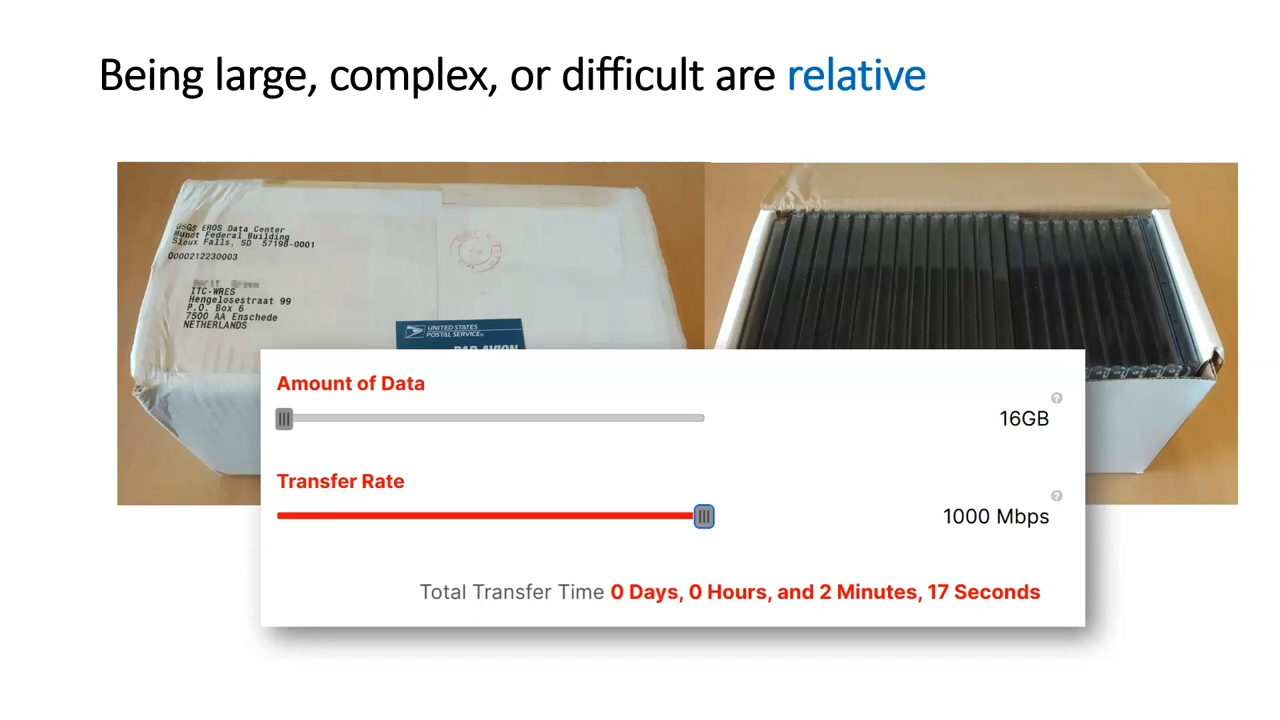 Being large, complex, or difficult are relative
USGS EROS Data Center
Mundt Federal Building
Sioux Falls, SD 57198-0001
0000212230003
ITC-WRES
Hengelosestraat 99
P.O. Box 6
7500 AA Enschede
NETHERLANDS
UNITED STATES
POSTAL SERVICE
PAR AVION
Amount of Data
16GB
Transfer Rate
1000 Mbps
Total Transfer Time 0 Days, 0 Hours, and 2 Minutes, 17 Seconds